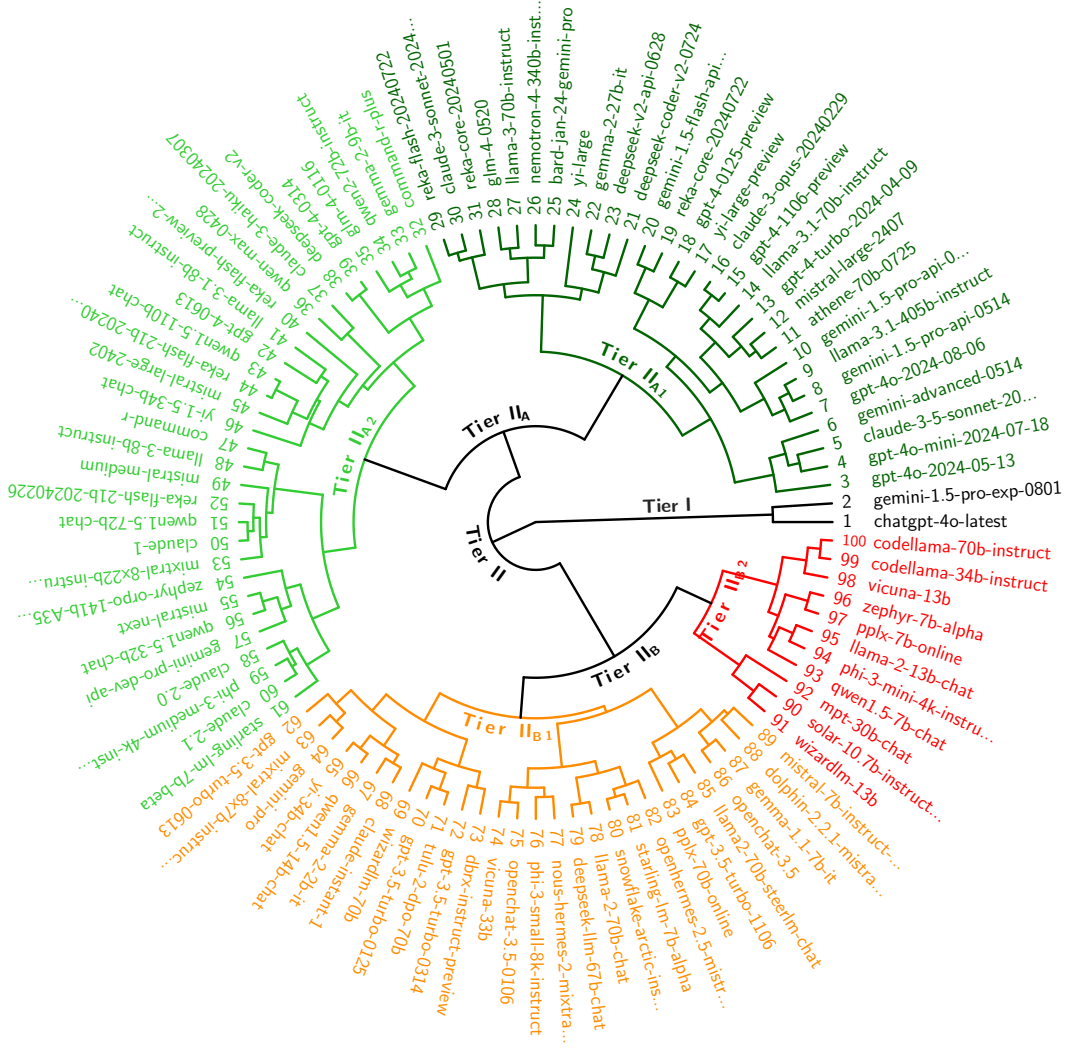 Tier I
1 chatgpt-4o-latest
2 gemini-1.5-pro-exp-0801
Tier II
Tier IIA
Tier IIA1
3 gpt-4o-2024-05-13
4 gpt-4o-mini-2024-07-18
5 claude-3-5-sonnet-20...
6 gemini-advanced-0514
7 gpt-4o-2024-08-06
8 gemini-1.5-pro-api-0514
9 llama-3.1-405b-instruct
10 gemini-1.5-pro-api-0...
11 athene-70b-0725
12 mistral-large-2407
13 gpt-4-turbo-2024-04-09
14 llama-3.1-70b-instruct
15 gpt-4-1106-preview
16 claude-3-opus-20240229
17 yi-large-preview
18 gpt-4-0125-preview
19 reka-core-20240722
20 gemini-1.5-flash-api...
21 deepseek-coder-v2-0724
23 deepseek-v2-api-0628
22 gemma-2-27b-it
24 yi-large
25 bard-jan-24-gemini-pro
26 nemotron-4-340b-inst...
27 llama-3-70b-instruct
28 glm-4-0520
31 reka-core-20240501
30 claude-3-sonnet-2024...
29 reka-flash-20240722
Tier IIA2
32 command-r-plus
33 gemma-2-9b-it
34 qwen2-72b-instruct
35 glm-4-0116
39 gpt-4-0314
38 deepseek-coder-v2
37 claude-3-haiku-20240307
36 qwen-max-0428
40 reka-flash-preview-2...
41 llama-3.1-8b-instruct
42 gpt-4-0613
43 qwen1.5-110b-chat
44 reka-flash-21b-20240...
45 mistral-large-2402
46 yi-1.5-34b-chat
47 command-r
48 llama-3-8b-instruct
49 mistral-medium
52 reka-flash-21b-20240226
51 qwen1.5-72b-chat
50 claude-1
53 mixtral-8x22b-instru...
54 zephyr-orpo-141b-A35...
55 mistral-next
56 qwen1.5-32b-chat
57 gemini-pro-dev-api
58 claude-2.0
59 phi-3-medium-4k-inst...
60 claude-2.1
61 starling-lm-7b-beta
Tier IIB
Tier IIB1
62 gpt-3.5-turbo-0613
63 mixtral-8x7b-instruc...
64 gemini-pro
65 yi-34b-chat
66 qwen1.5-14b-chat
67 gemma-2-2b-it
68 claude-instant-1
69 wizardlm-70b
70 gpt-3.5-turbo-0125
71 tulu-2-dpo-70b
72 gpt-3.5-turbo-0314
73 dbrx-instruct-preview
74 vicuna-33b
75 openchat-3.5-0106
76 phi-3-small-8k-instruct
77 nous-hermes-2-mixtra...
79 deepseek-llm-67b-chat
78 llama-2-70b-chat
80 snowflake-arctic-ins...
81 starling-lm-7b-alpha
82 openhermes-2.5-mistr...
83 pplx-70b-online
84 gpt-3.5-turbo-1106
85 llama2-70b-steerlm-chat
86 openchat-3.5
87 gemma-1.1-7b-it
88 dolphin-2.2.1-mistra...
89 mistral-7b-instruct-...
Tier IIB2
91 wizardlm-13b
90 solar-10.7b-instruct...
92 mpt-30b-chat
93 qwen1.5-7b-chat
94 phi-3-mini-4k-instru...
95 llama-2-13b-chat
97 pplx-7b-online
96 zephyr-7b-alpha
98 vicuna-13b
99 codellama-34b-instruct
100 codellama-70b-instruct